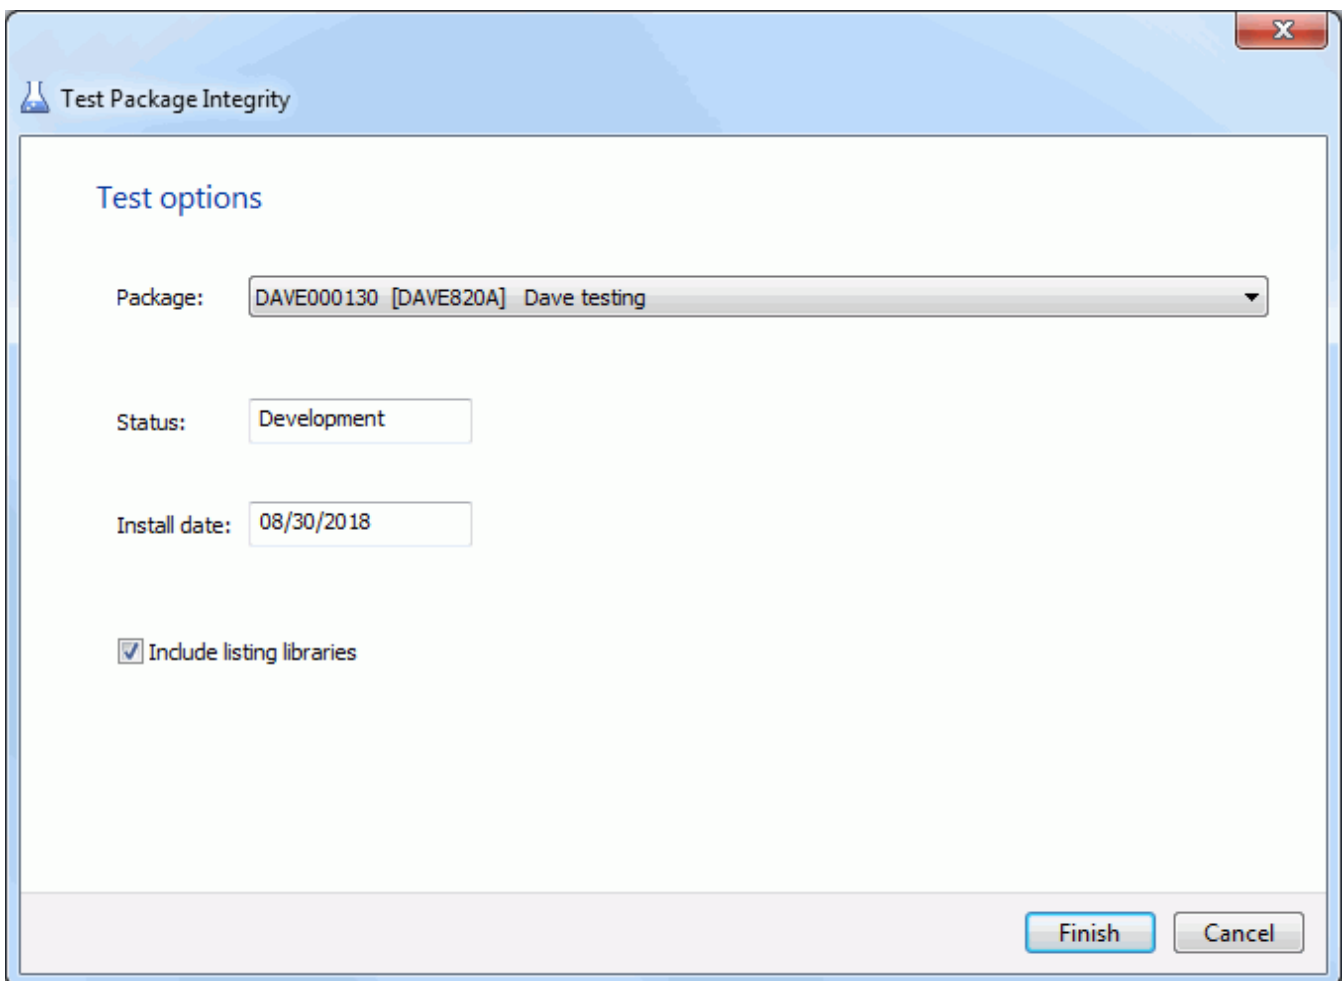 Test Package Integrity
Test options
Package: DAVE000130 [DAVE820A] Dave testing
Status: Development
Install date: 08/30/2018
Include listing libraries
Finish Cancel